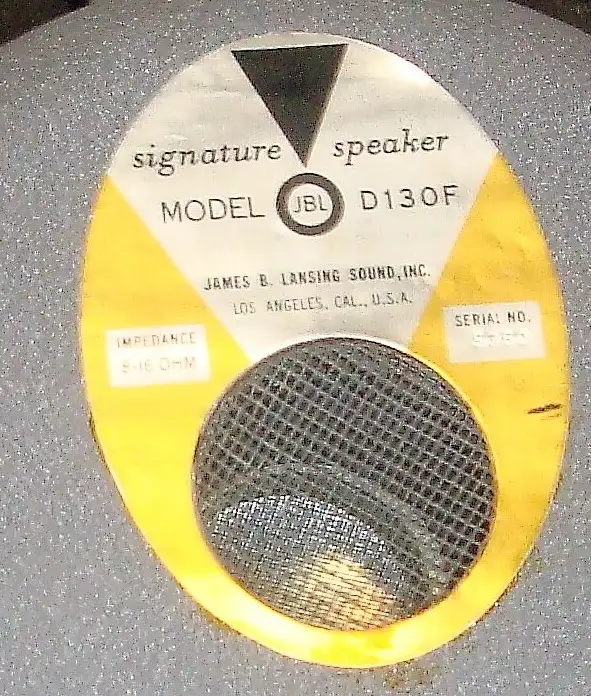 signature speaker
MODEL JBL D130F
JAMES B. LANSING SOUND, INC.
LOS ANGELES, CAL., U.S.A.
IMPEDANCE
8-16 OHM
SERIAL NO.